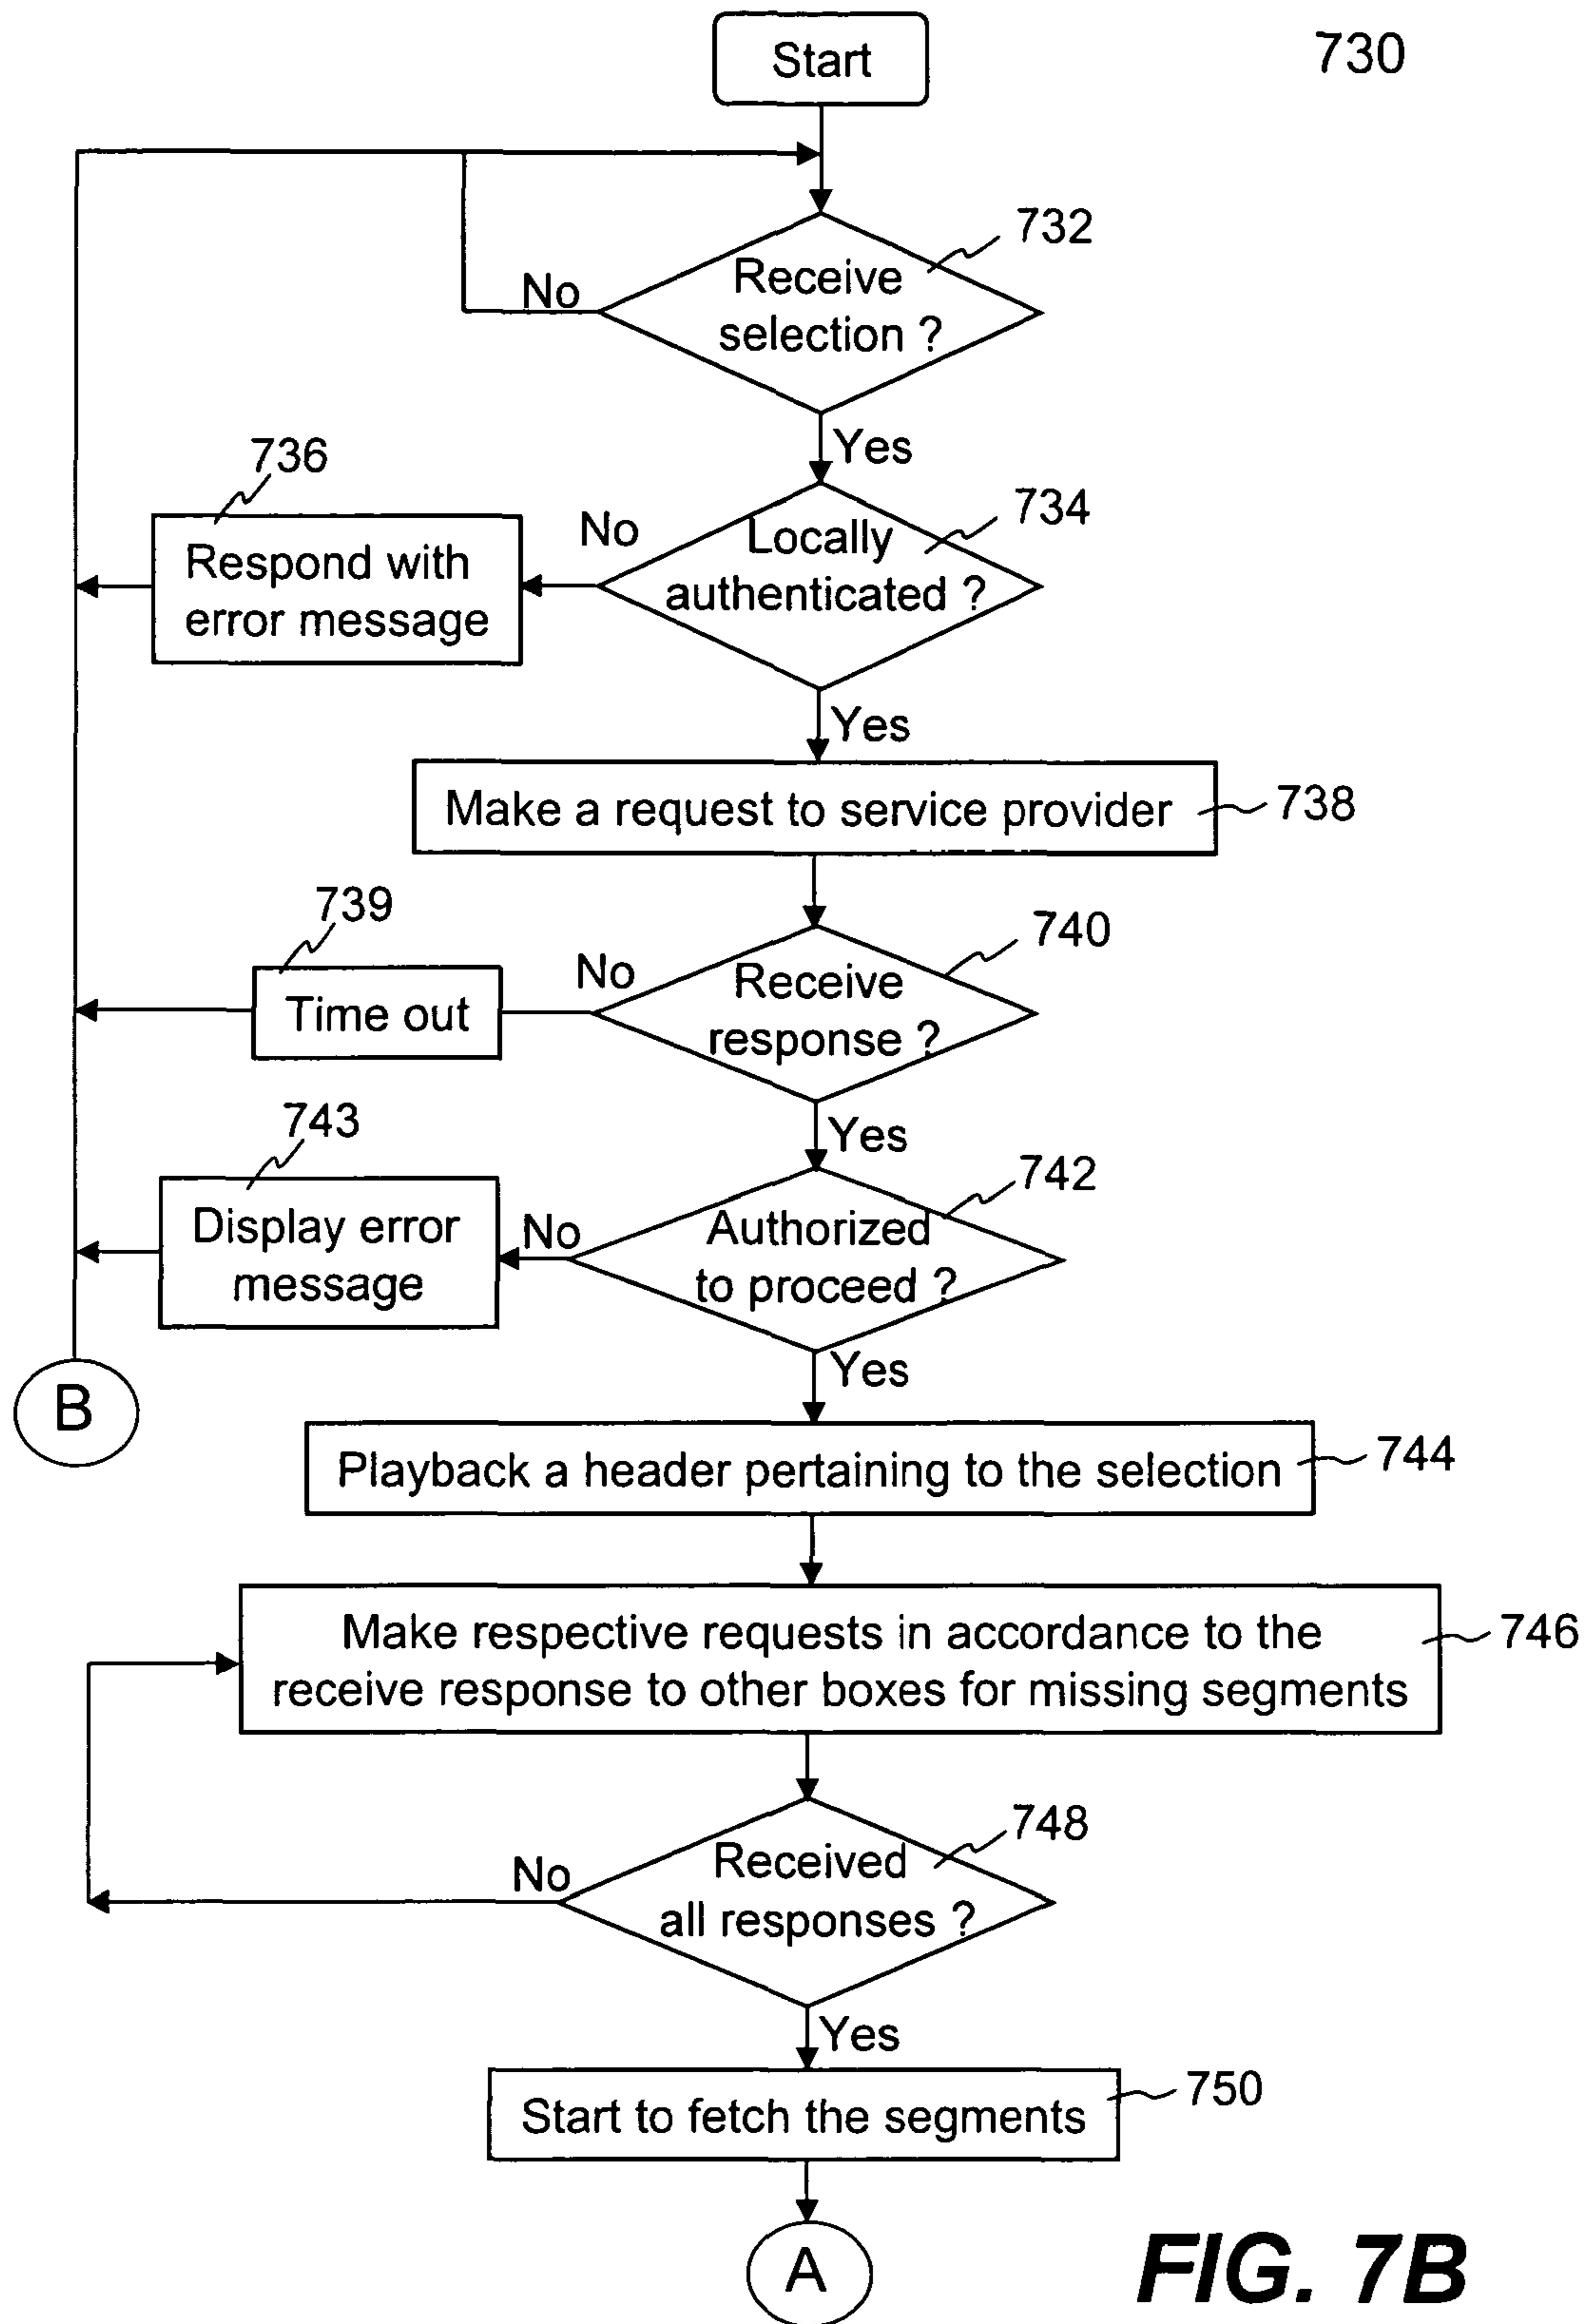 Start
730
732
Receive
selection ?
No
Yes
736
734
No
Locally
authenticated ?
Respond with
error message
Yes
Make a request to service provider
738
739
740
No
Receive
response ?
Time out
Yes
743
742
No
Authorized
to proceed ?
Display error
message
Yes
B
Playback a header pertaining to the selection
744
Make respective requests in accordance to the
receive response to other boxes for missing segments
746
748
No
Received
all responses ?
Yes
750
Start to fetch the segments
A
FIG. 7B